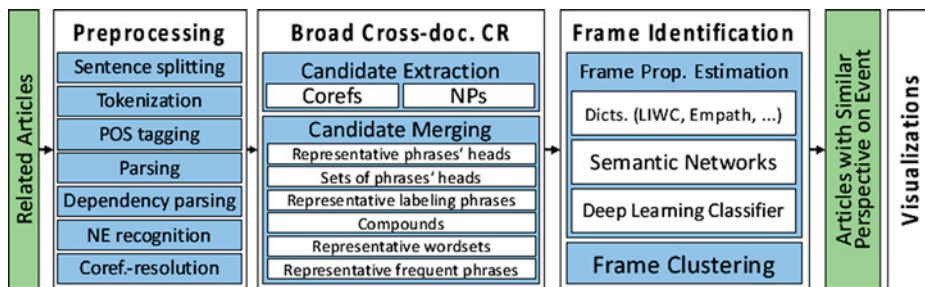 Related Articles
Preprocessing
Sentence splitting
Tokenization
POS tagging
Parsing
Dependency parsing
NE recognition
Coref.-resolution
Broad Cross-doc. CR
Candidate Extraction
Corefs
NPs
Candidate Merging
Representative phrases' heads
Sets of phrases' heads
Representative labeling phrases
Compounds
Representative wordsets
Representative frequent phrases
Frame Identification
Frame Prop. Estimation
Dicts. (LIWC, Empath, ...)
Semantic Networks
Deep Learning Classifier
Frame Clustering
Articles with Similar
Perspective on Event
Visualizations